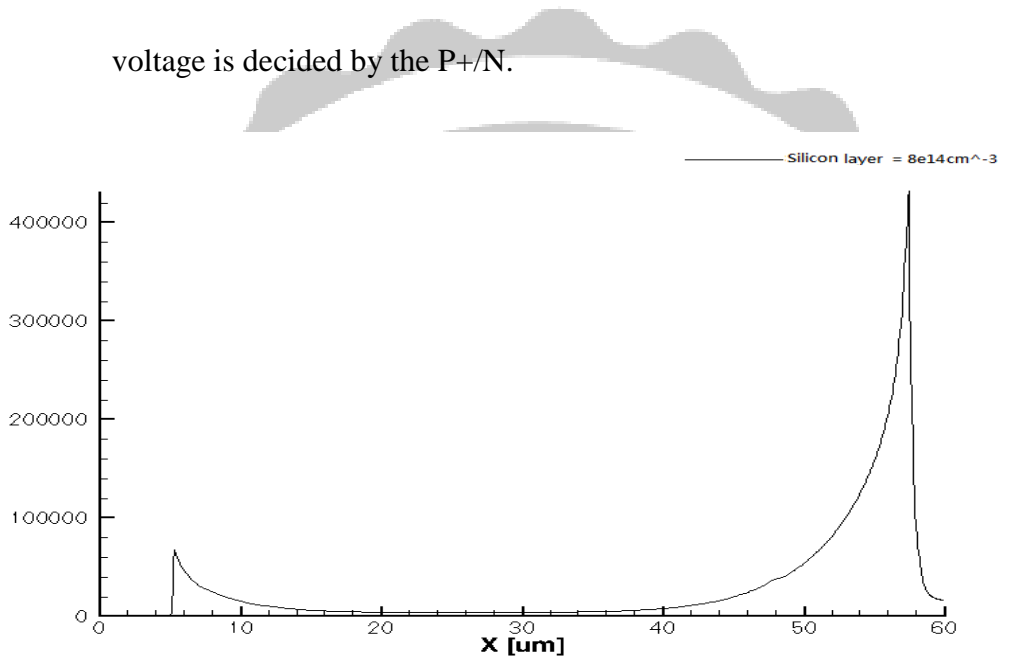 voltage is decided by the P+/N.
Silicon layer = 8e14cm^-3
400000
300000
200000
100000
0
0 10 20 30 40 50 60
X [um]